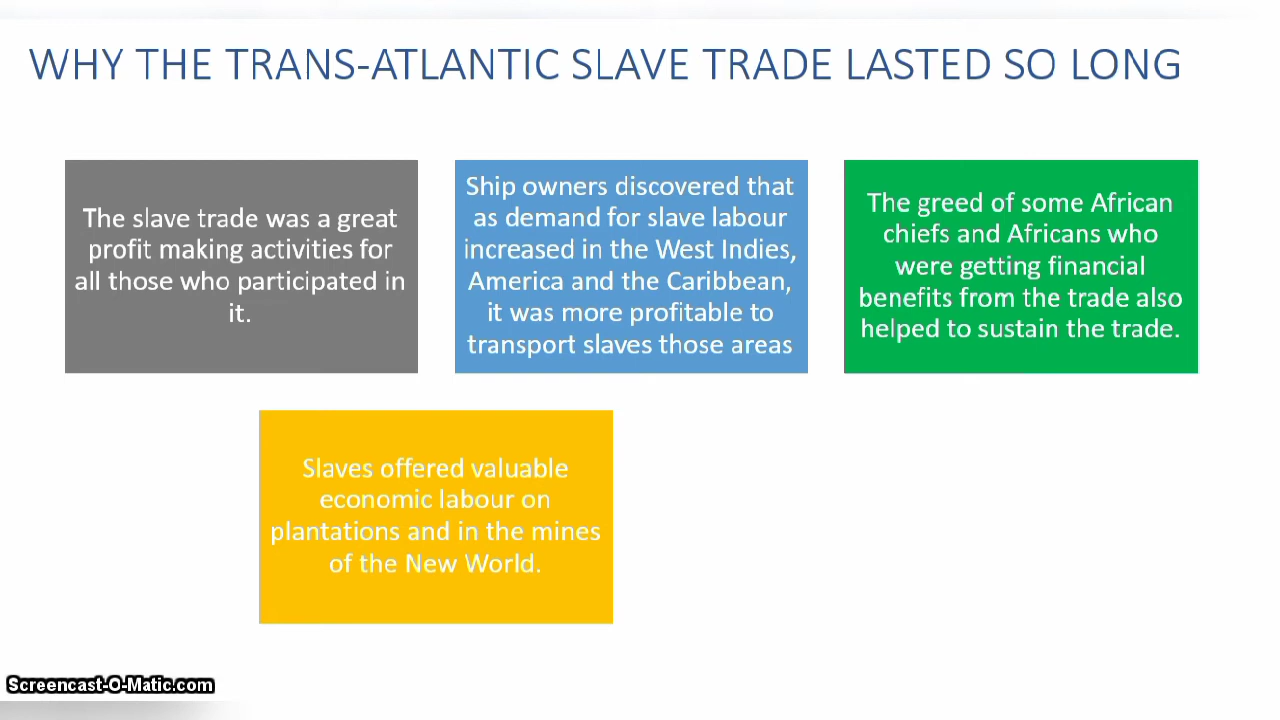 WHY THE TRANS-ATLANTIC SLAVE TRADE LASTED SO LONG
The slave trade was a great
profit making activities for
all those who participated in
it.
Ship owners discovered that
as demand for slave labour
increased in the West Indies,
America and the Caribbean,
it was more profitable to
transport slaves those areas
The greed of some African
chiefs and Africans who
were getting financial
benefits from the trade also
helped to sustain the trade.
Slaves offered valuable
economic labour on
plantations and in the mines
of the New World.
Screencast-O-Matic.com